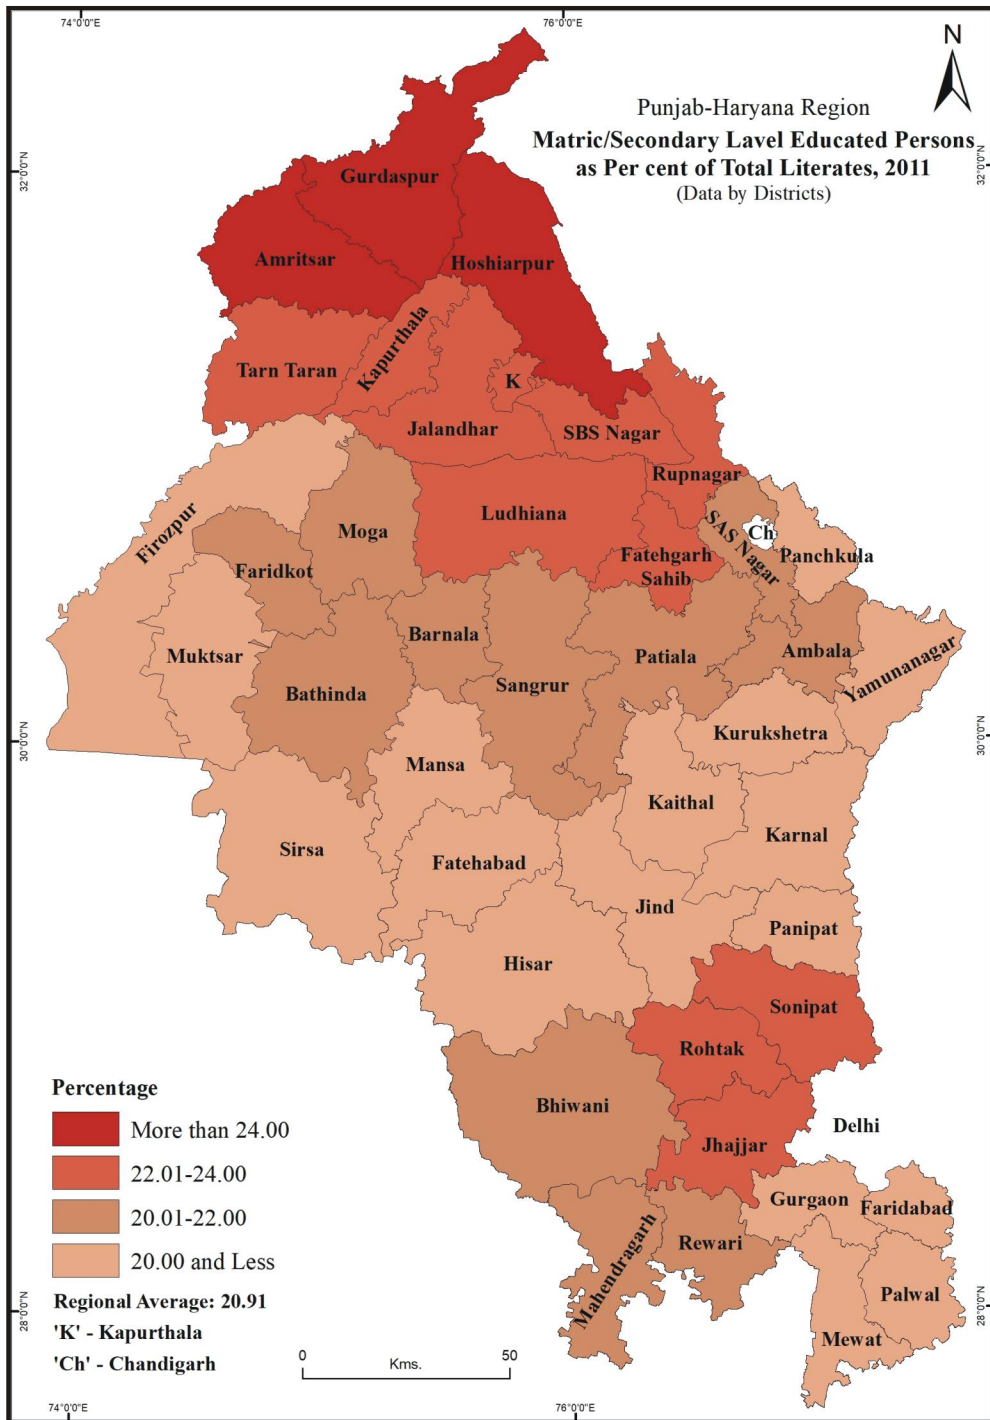 74°0'0"E
76°0'0"E
N
Punjab-Haryana Region
Matric/Secondary Lavel Educated Persons
as Per cent of Total Literates, 2011
(Data by Districts)
32°0'0"N
32°0'0"N
Gurdaspur
Amritsar
Hoshiarpur
Kapurthala
Tarn Taran
K
Jalandhar
SBS Nagar
Rupnagar
Ludhiana
Moga
Firozpur
SAS Nagar
Ch
Panchkula
Fatehgarh
Sahib
Faridkot
Barnala
Muktsar
Patiala
Ambala
Yamunanagar
Sangrur
Bathinda
30°0'0"N
30°0'0"N
Kurukshetra
Mansa
Kaithal
Karnal
Sirsa
Fatehabad
Jind
Panipat
Hisar
Sonipat
Rohtak
Bhiwani
Delhi
Jhajjar
Gurgaon
Faridabad
Mahendragarh
Rewari
Palwal
Mewat
Percentage
More than 24.00
22.01-24.00
20.01-22.00
20.00 and Less
Regional Average: 20.91
'K' - Kapurthala
'Ch' - Chandigarh
28°0'0"N
28°0'0"N
0 Kms. 50
74°0'0"E
76°0'0"E